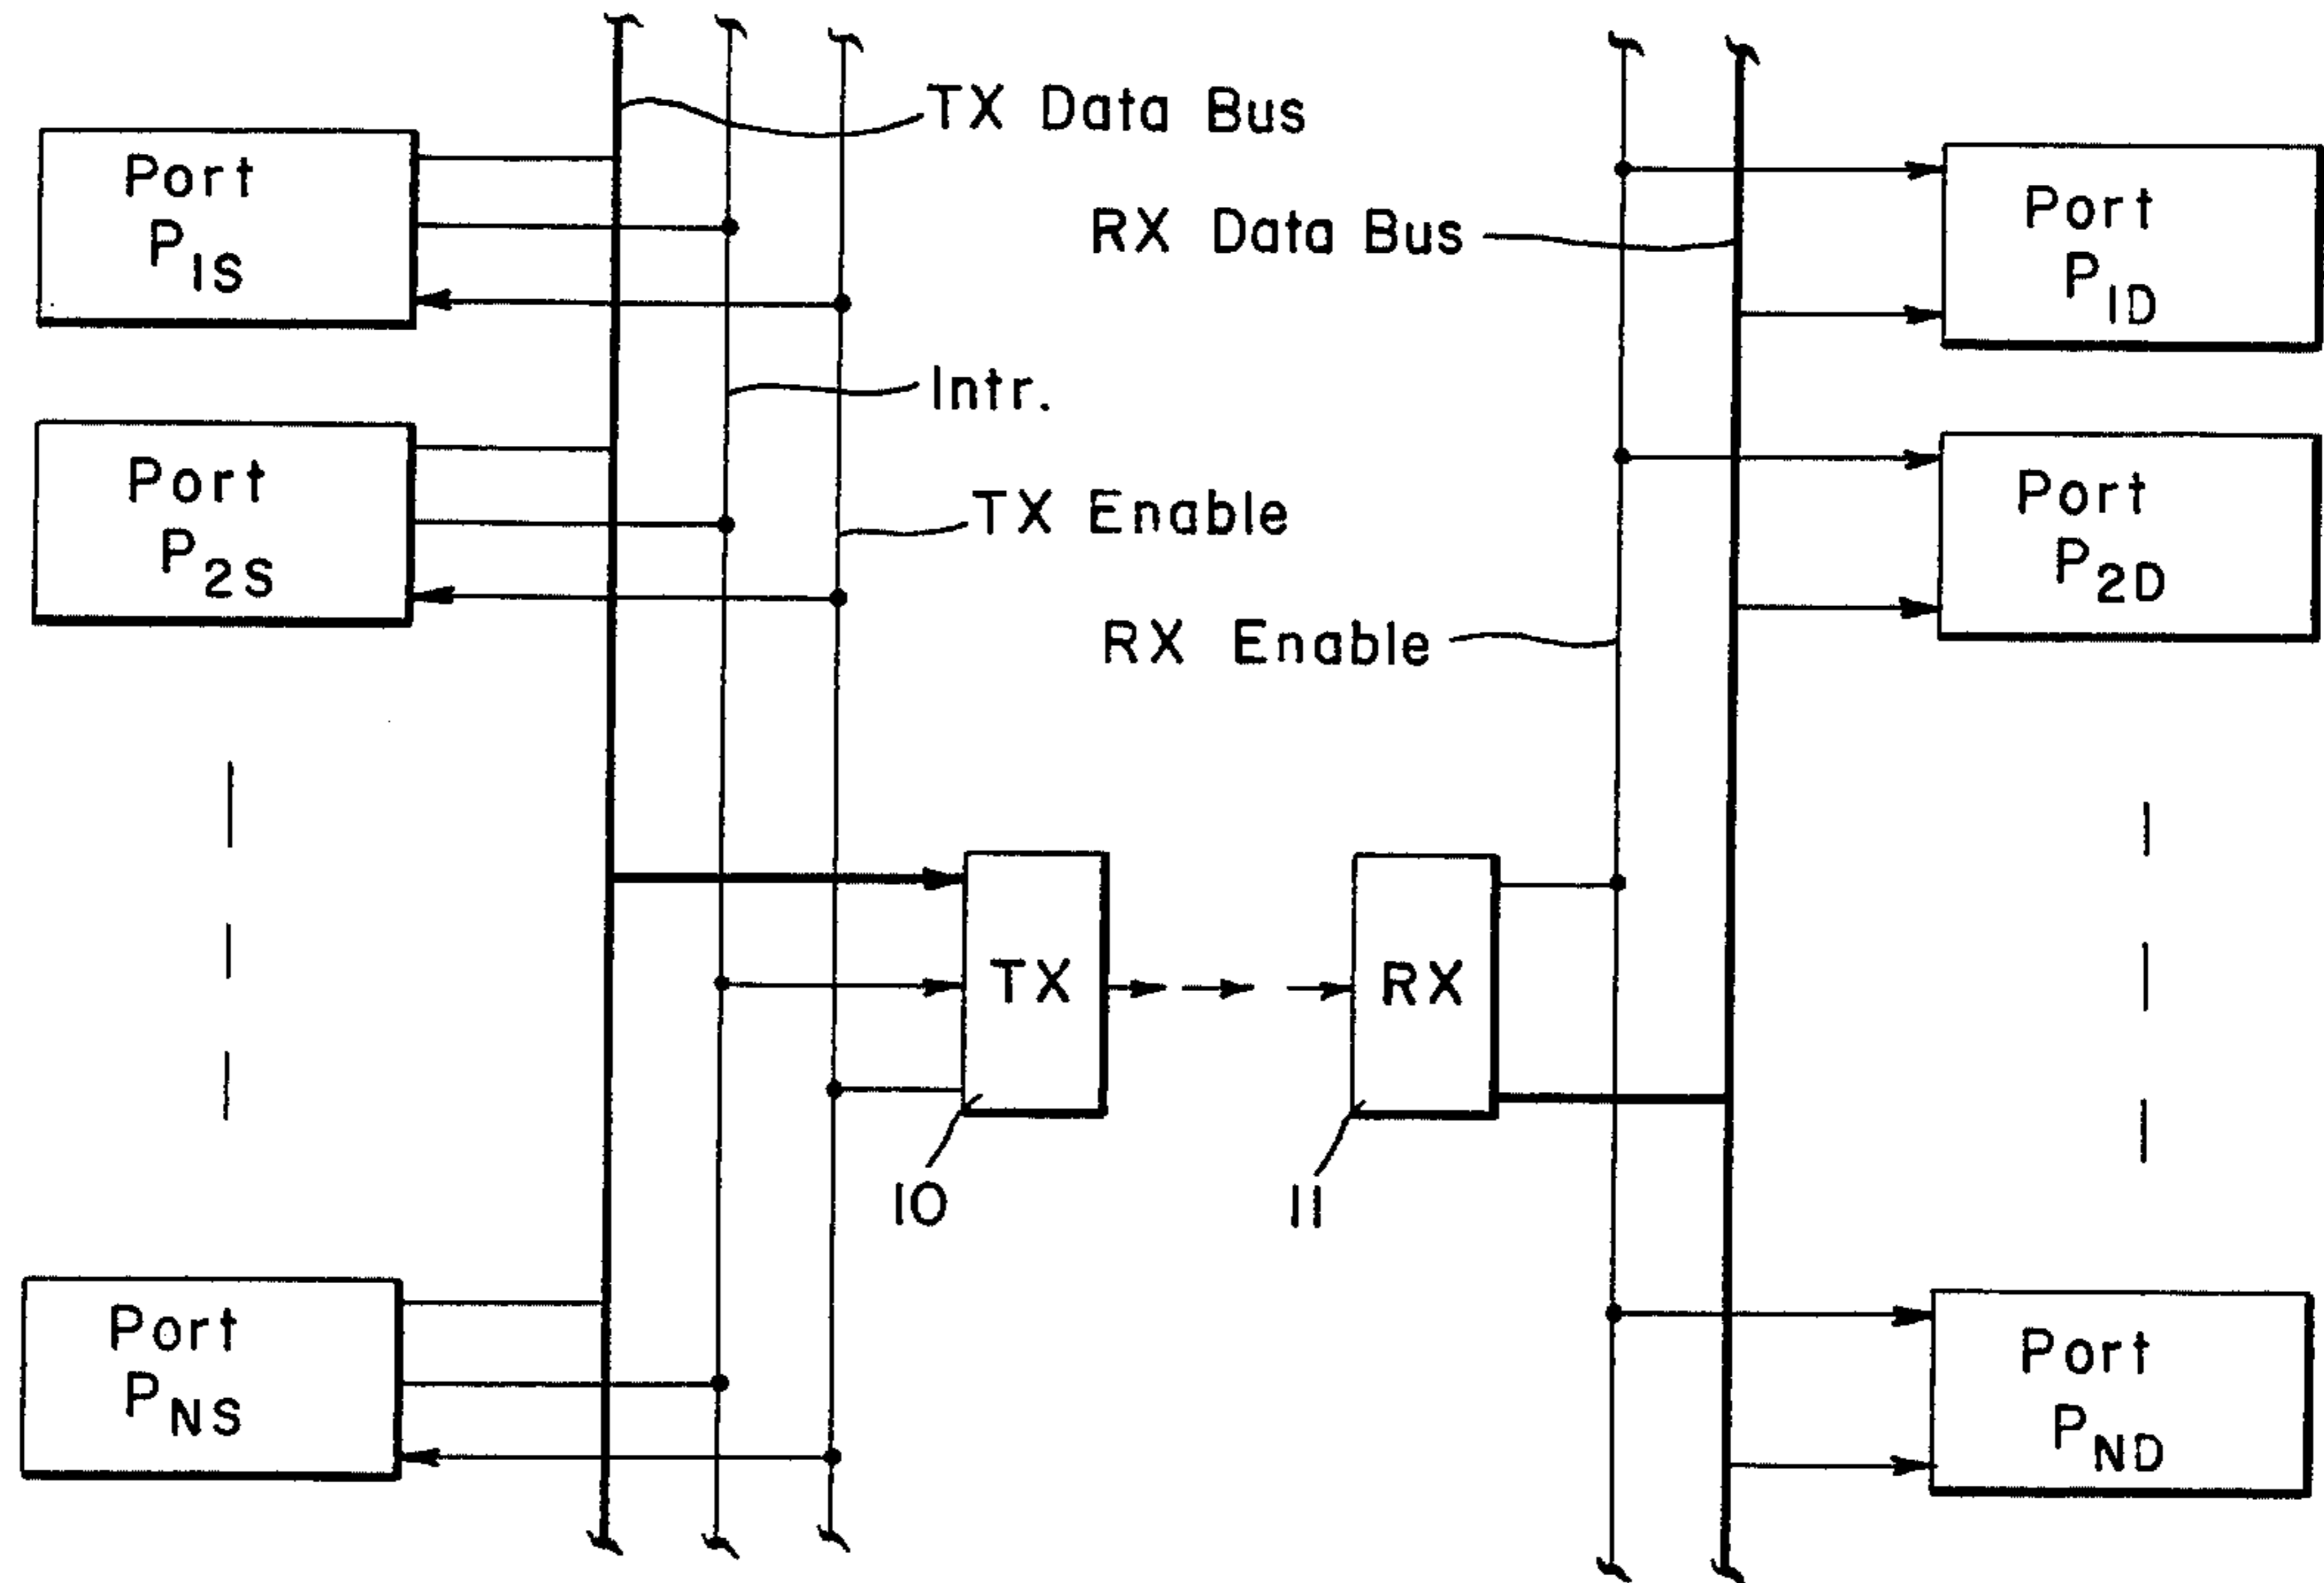 TX Data Bus
Port
P1S
RX Data Bus
Port
P1D
Intr.
Port
P2S
TX Enable
Port
P2D
RX Enable
TX
RX
10
11
Port
PNS
Port
PND